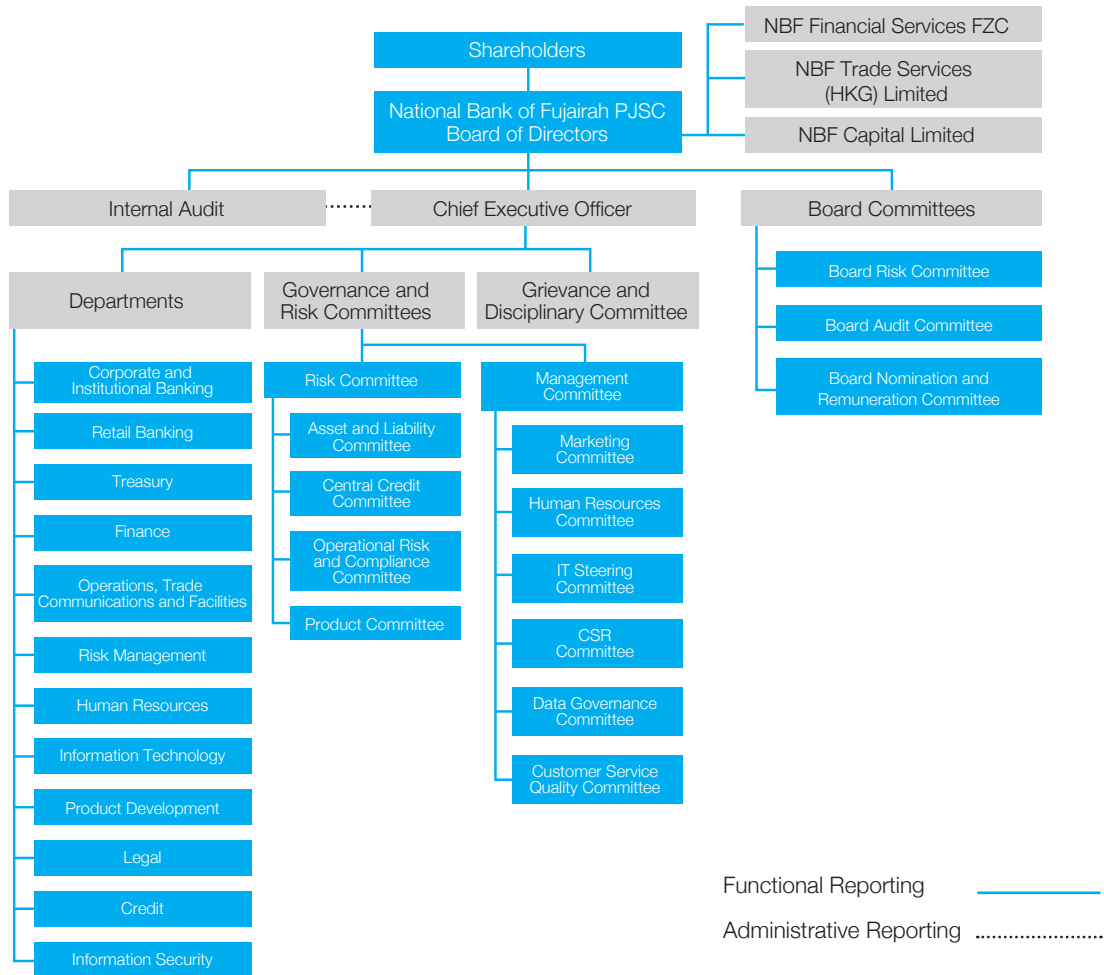 Shareholders
National Bank of Fujairah PJSC
Board of Directors
NBF Financial Services FZC
NBF Trade Services
(HKG) Limited
NBF Capital Limited
Internal Audit
Chief Executive Officer
Board Committees
Board Risk Committee
Board Audit Committee
Board Nomination and
Remuneration Committee
Departments
Governance and
Risk Committees
Grievance and
Disciplinary Committee
Corporate and
Institutional Banking
Retail Banking
Treasury
Finance
Operations, Trade
Communications and Facilities
Risk Management
Human Resources
Information Technology
Product Development
Legal
Credit
Information Security
Risk Committee
Asset and Liability
Committee
Central Credit
Committee
Operational Risk
and Compliance
Committee
Product Committee
Management
Committee
Marketing
Committee
Human Resources
Committee
IT Steering
Committee
CSR
Committee
Data Governance
Committee
Customer Service
Quality Committee
Functional Reporting
Administrative Reporting